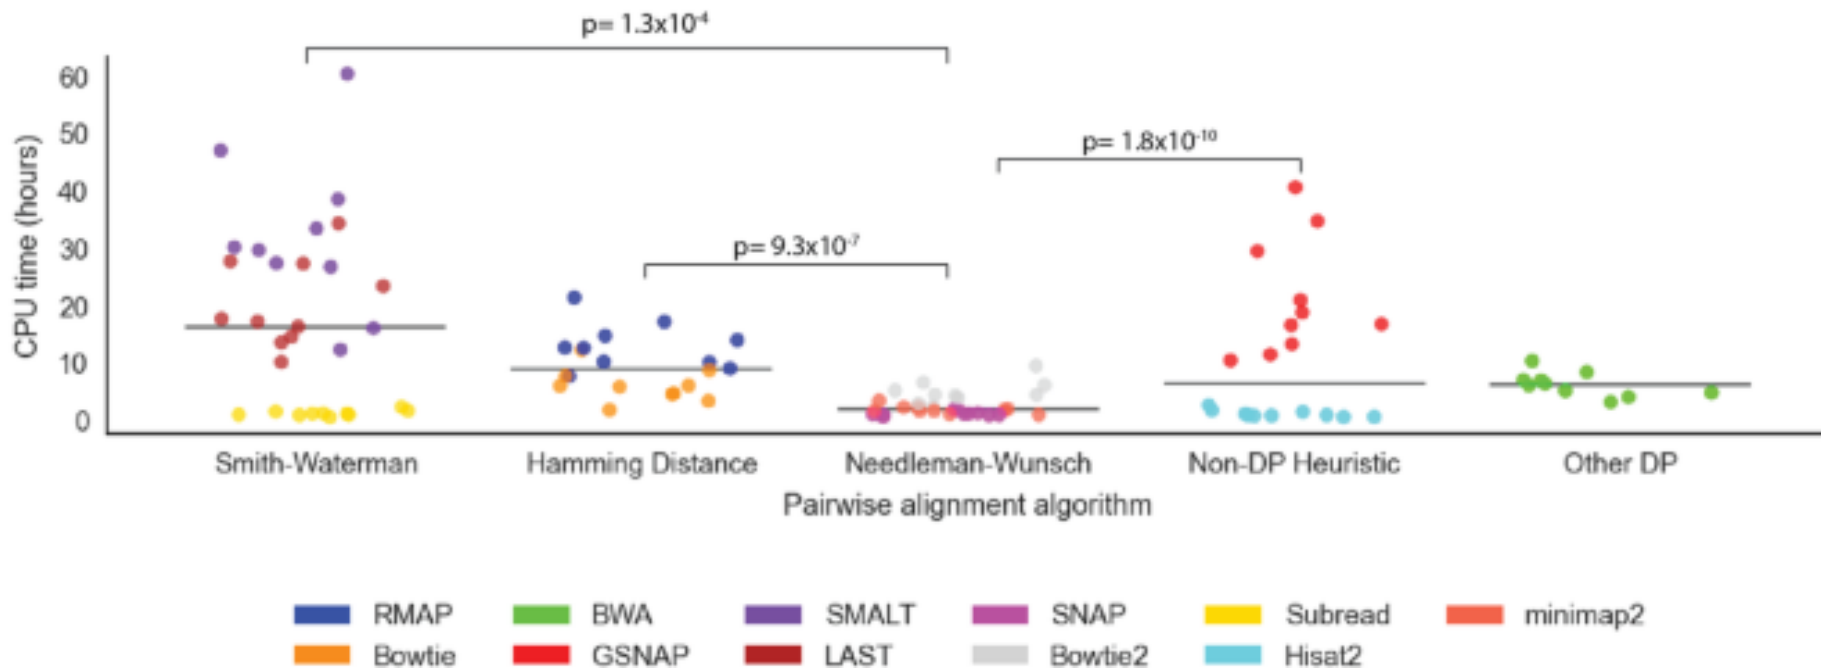 p= 1.3x10⁻⁴
60
50
p= 1.8x10⁻¹⁰
40
30
p= 9.3x10⁻⁷
20
10
0
CPU time (hours)
Smith-Waterman Hamming Distance Needleman-Wunsch Non-DP Heuristic Other DP
Pairwise alignment algorithm
RMAP BWA SMALT SNAP Subread minimap2
Bowtie GSNAP LAST Bowtie2 Hisat2